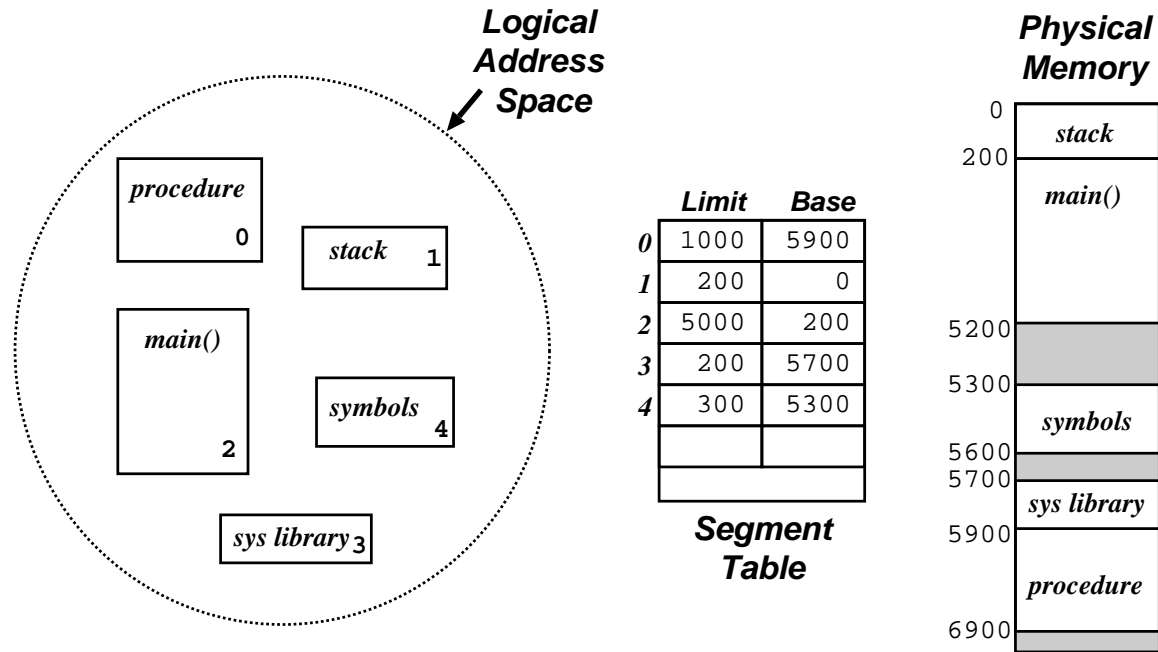 Logical
Address
Space
procedure
0
stack 1
main()
2
symbols
4
sys library 3
Limit Base
0 1000 5900
1 200 0
2 5000 200
3 200 5700
4 300 5300
Segment
Table
Physical
Memory
0
stack
200
main()
5200
5300
symbols
5600
5700
sys library
5900
procedure
6900